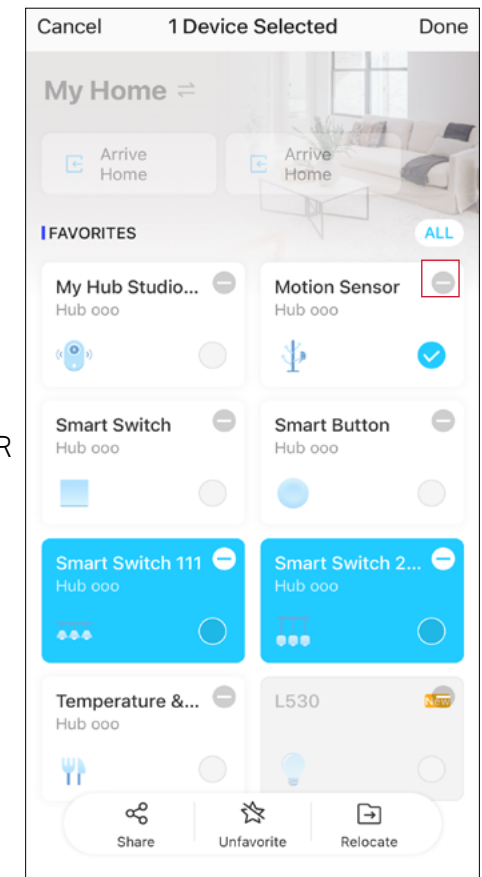 Cancel 1 Device Selected Done
My Home
Arrive Home Arrive Home
FAVORITES ALL
My Hub Studio... Motion Sensor
Hub ooo Hub ooo
Smart Switch Smart Button
Hub ooo Hub ooo
R
Smart Switch 111 Smart Switch 2...
Hub ooo Hub ooo
Temperature &... L530 New
Hub ooo
Share Unfavorite Relocate